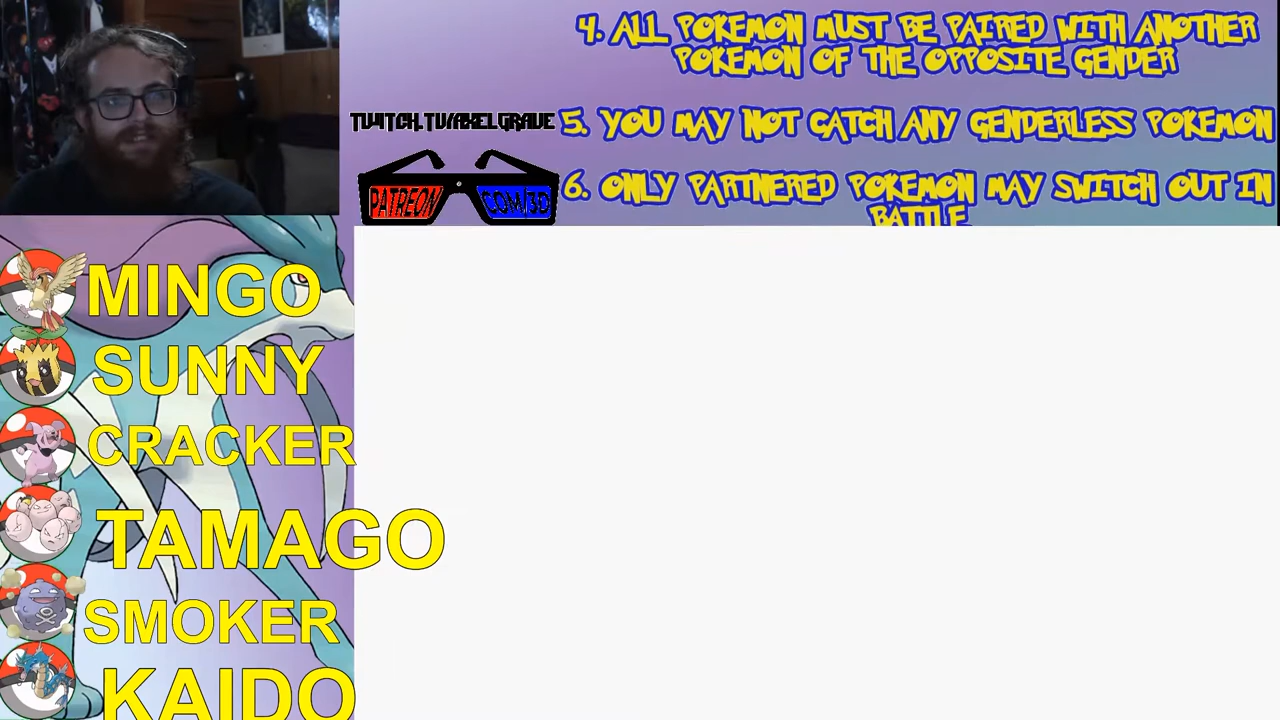 4. ALL POKEMON MUST BE PAIRED WITH ANOTHER
POKEMON OF THE OPPOSITE GENDER
TWITCH.TV/AXELGRAVE
5. YOU MAY NOT CATCH ANY GENDERLESS POKEMON
PATREON COM/3D
6. ONLY PARTNERED POKEMON MAY SWITCH OUT IN
BATTLE
MINGO
SUNNY
CRACKER
TAMAGO
SMOKER
KAIDO